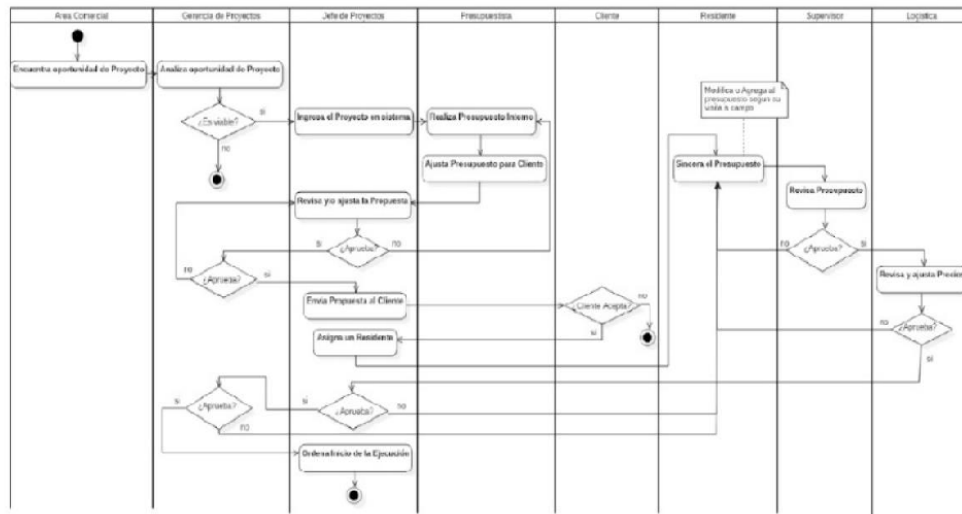 Area Comercial
Gerencia de Proyectos
Jefe de Proyectos
Presupuestista
Cliente
Residente
Supervisor
Logística
Encuentra oportunidad de Proyecto
Analiza oportunidad de Proyecto
¿Es viable?
si
no
Ingresa el Proyecto en sistema
Realiza Presupuesto Interno
Modifica o Agrega al
presupuesto según su
visita a campo
Ajusta Presupuesto para Cliente
Sincera el Presupuesto
Revisa Presupuesto
Revisa y/o ajusta la Propuesta
¿Aprueba?
si
no
¿Aprueba?
no
si
¿Aprueba?
no
si
Revisa y ajusta Precios
Envia Propuesta al Cliente
¿Cliente Acepta?
no
si
¿Aprueba?
no
si
Asigna un Residente
¿Aprueba?
si
no
¿Aprueba?
si
no
Ordena Inicio de la Ejecución